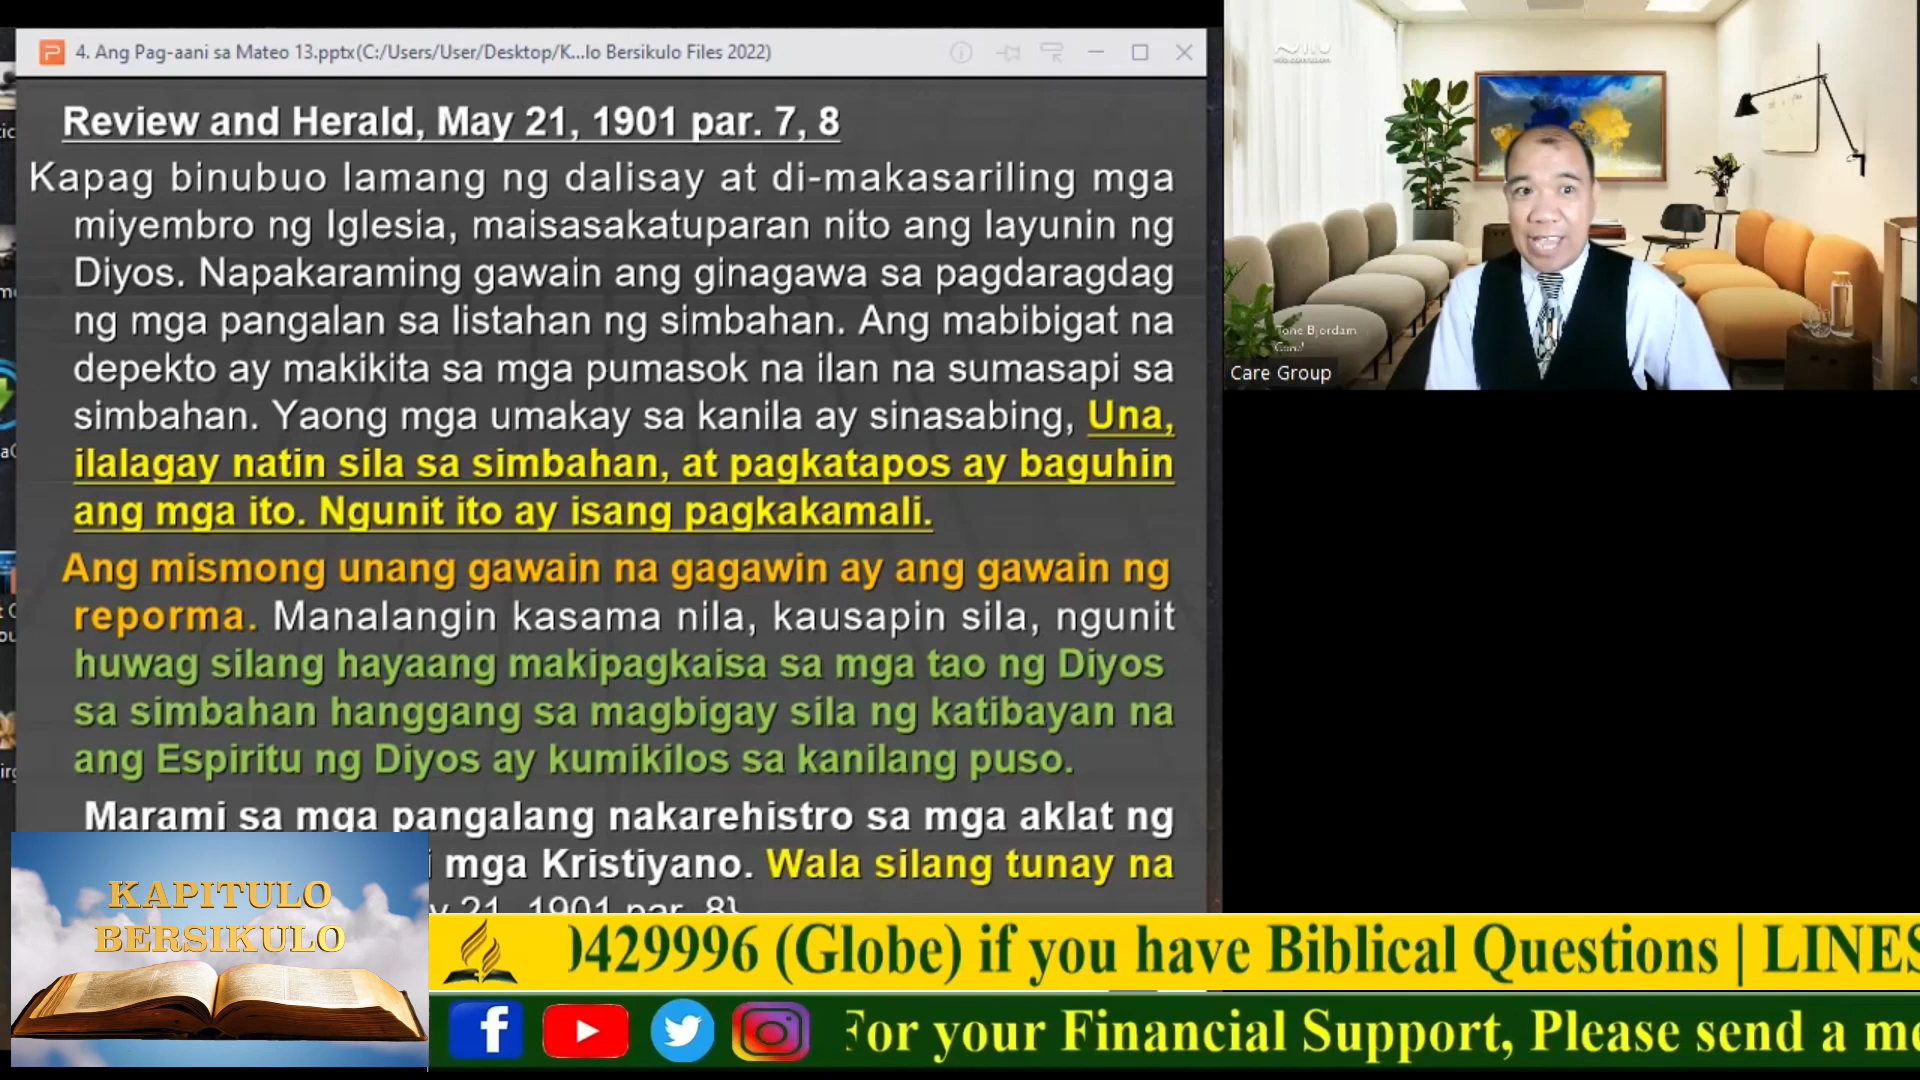 4. Ang Pag-aani sa Mateo 13.pptx(C:/Users/User/Desktop/K...lo Bersikulo Files 2022)
Review and Herald, May 21, 1901 par. 7, 8
Kapag binubuo lamang ng dalisay at di-makasariling mga
miyembro ng Iglesia, maisasakatuparan nito ang layunin ng
Diyos. Napakaraming gawain ang ginagawa sa pagdaragdag
ng mga pangalan sa listahan ng simbahan. Ang mabibigat na
depekto ay makikita sa mga pumasok na ilan na sumasapi sa
simbahan. Yaong mga umakay sa kanila ay sinasabing, Una,
ilalagay natin sila sa simbahan, at pagkatapos ay baguhin
ang mga ito. Ngunit ito ay isang pagkakamali.
Ang mismong unang gawain na gagawin ay ang gawain ng
reporma. Manalangin kasama nila, kausapin sila, ngunit
huwag silang hayaang makipagkaisa sa mga tao ng Diyos
sa simbahan hanggang sa magbigay sila ng katibayan na
ang Espiritu ng Diyos ay kumikilos sa kanilang puso.
Marami sa mga pangalang nakarehistro sa mga aklat ng
mga Kristiyano. Wala silang tunay na
y 21, 1901 par. 8}
Tone Bjordam
Care Group
KAPITULO
BERSIKULO
0429996 (Globe) if you have Biblical Questions | LINES
For your Financial Support, Please send a me